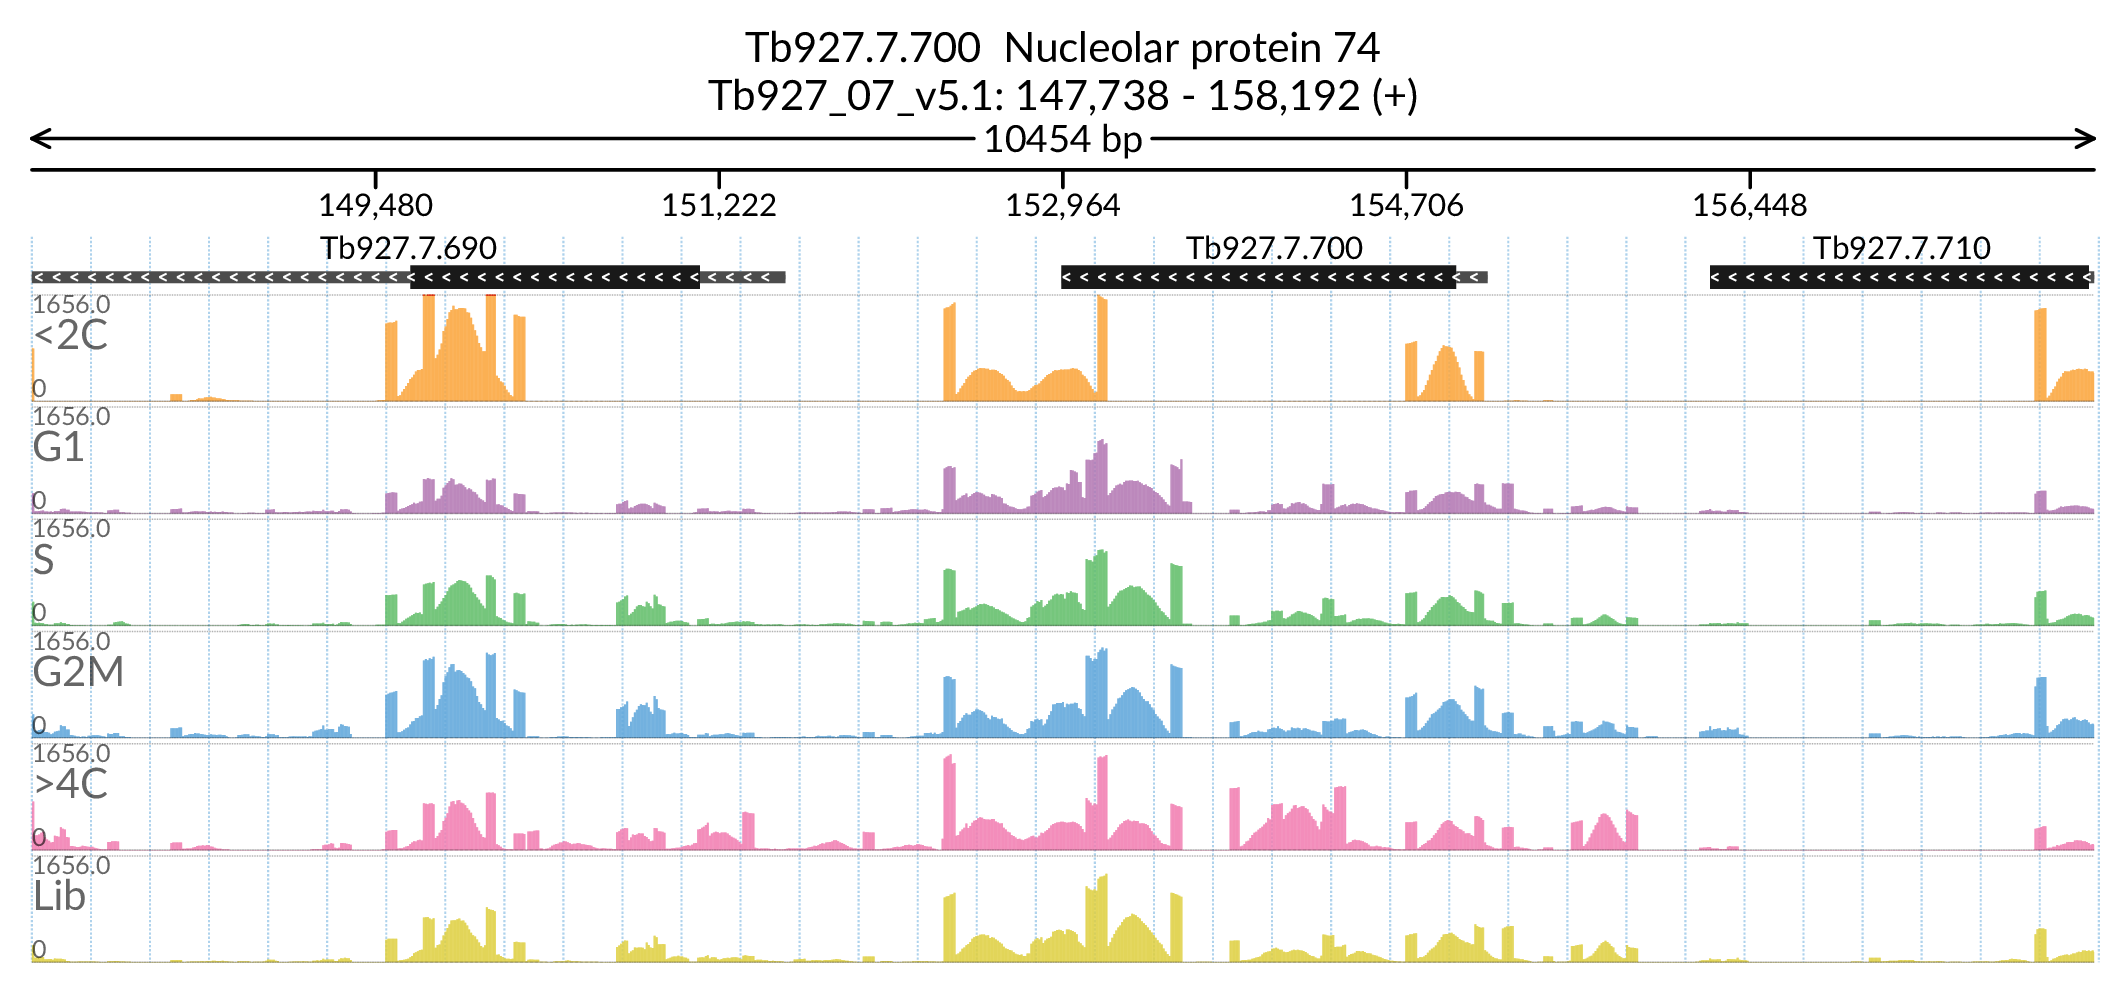 Tb927.7.700 Nucleolar protein 74
Tb927_07_v5.1: 147,738 - 158,192 (+)
10454 bp
149,480 151,222 152,964 154,706 156,448
Tb927.7.690 Tb927.7.700 Tb927.7.710
1656.0
<2C
0
1656.0
G1
0
1656.0
S
0
1656.0
G2M
0
1656.0
>4C
0
1656.0
Lib
0